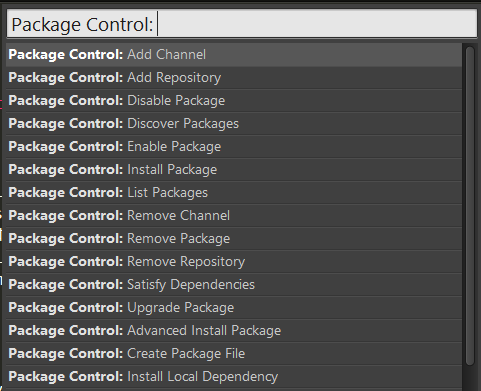 Package Control:
Package Control: Add Channel
Package Control: Add Repository
Package Control: Disable Package
Package Control: Discover Packages
Package Control: Enable Package
Package Control: Install Package
Package Control: List Packages
Package Control: Remove Channel
Package Control: Remove Package
Package Control: Remove Repository
Package Control: Satisfy Dependencies
Package Control: Upgrade Package
Package Control: Advanced Install Package
Package Control: Create Package File
Package Control: Install Local Dependency